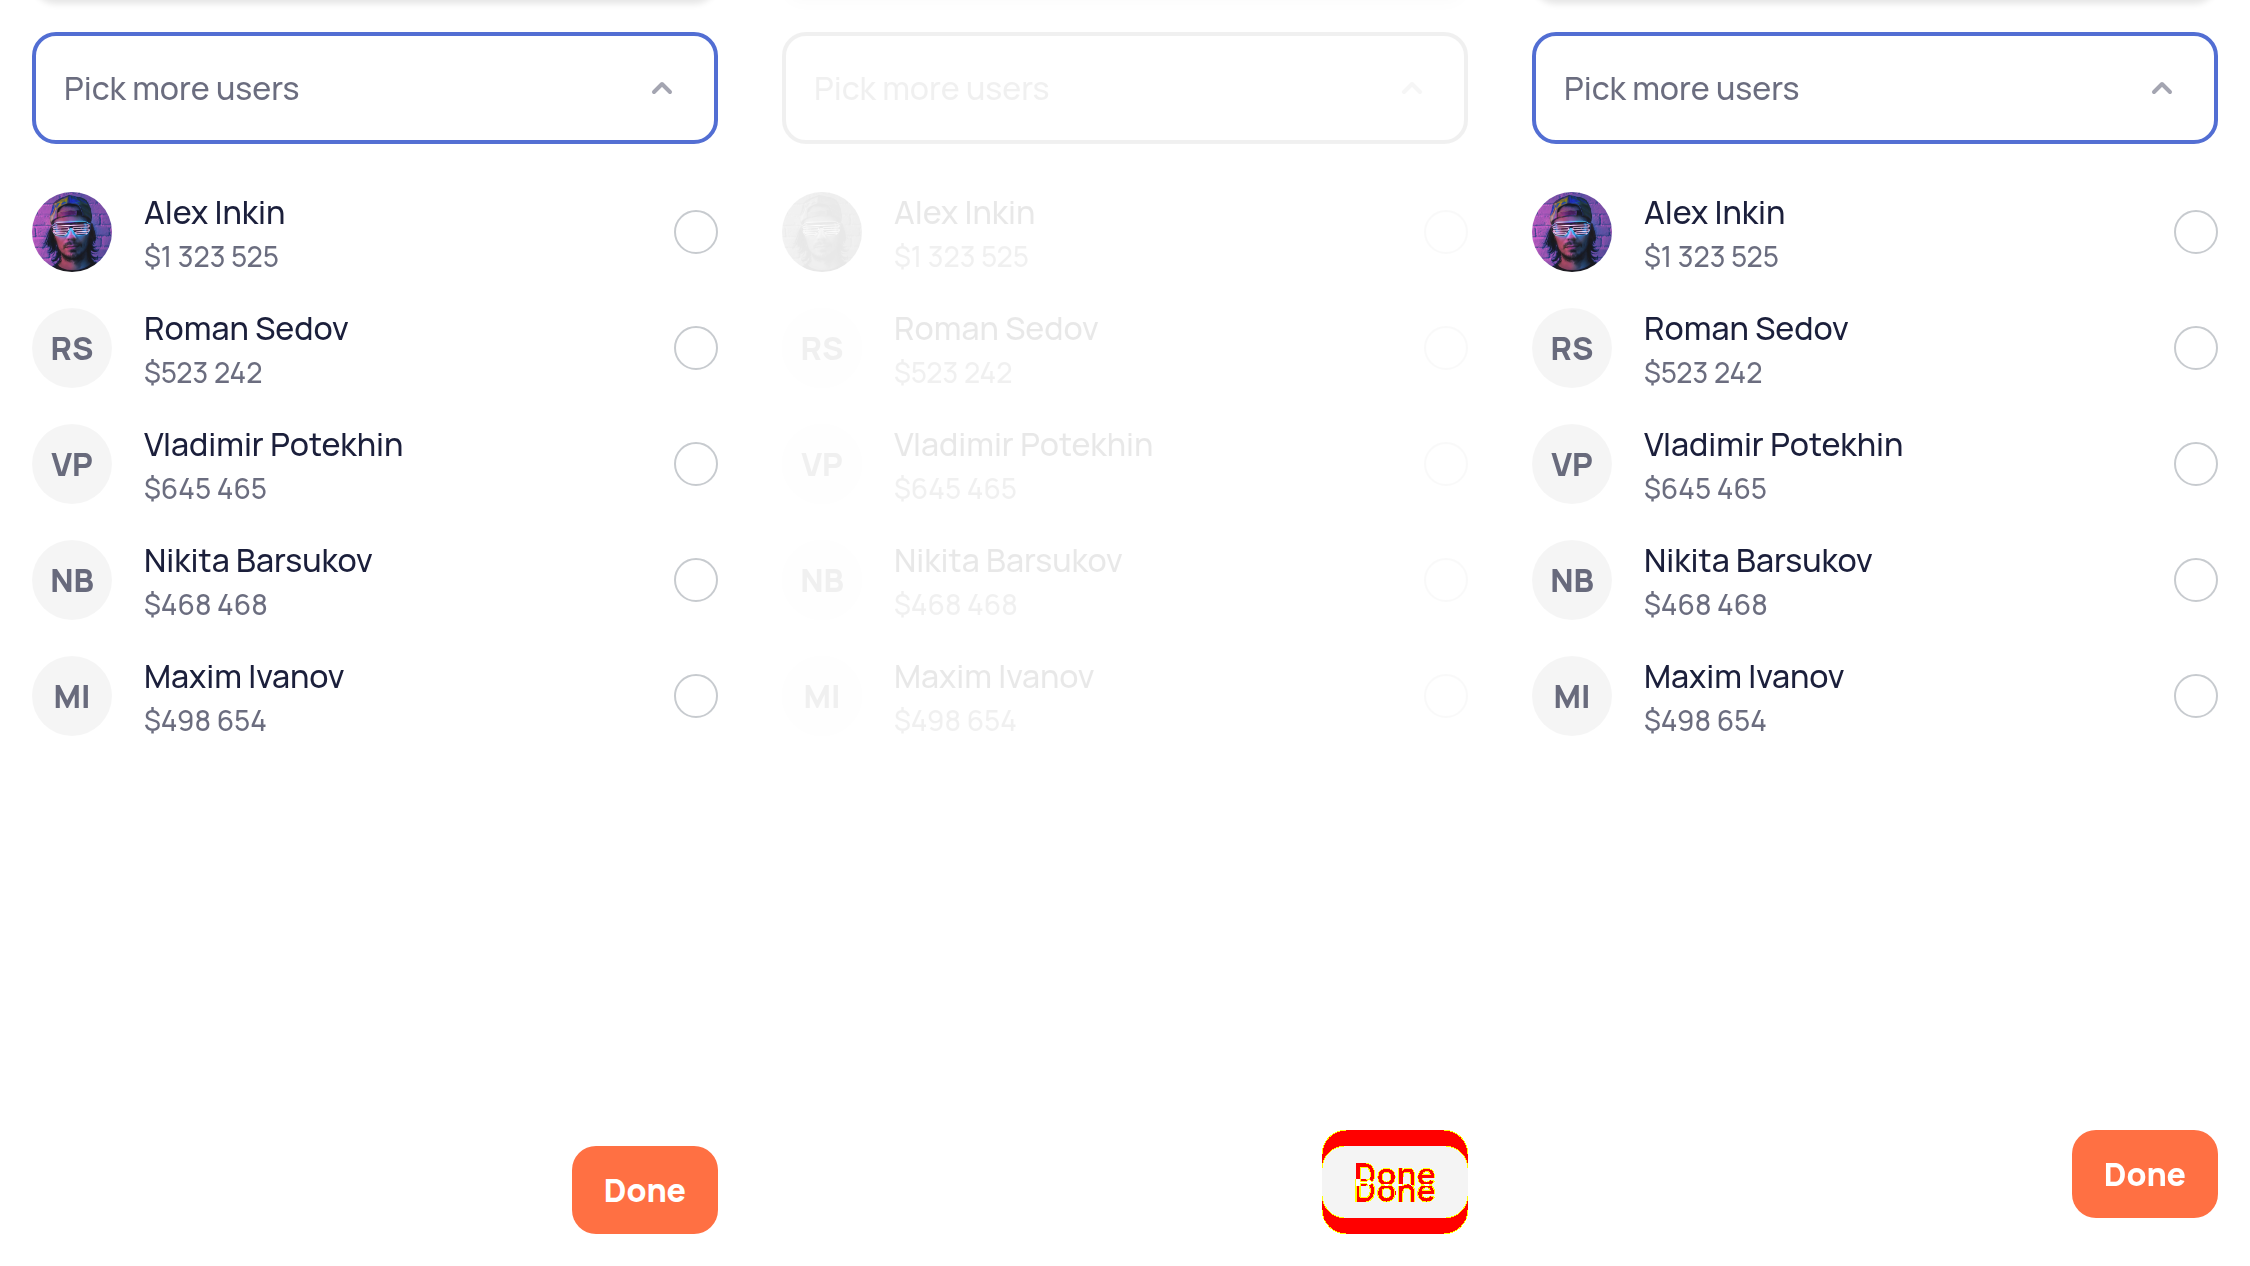 Pick more users
Alex Inkin
$1 323 525
RS
Roman Sedov
$523 242
VP
Vladimir Potekhin
$645 465
NB
Nikita Barsukov
$468 468
MI
Maxim Ivanov
$498 654
Done
Pick more users
Alex Inkin
$1 323 525
RS
Roman Sedov
$523 242
VP
Vladimir Potekhin
$645 465
NB
Nikita Barsukov
$468 468
MI
Maxim Ivanov
$498 654
Done
Done
Pick more users
Alex Inkin
$1 323 525
RS
Roman Sedov
$523 242
VP
Vladimir Potekhin
$645 465
NB
Nikita Barsukov
$468 468
MI
Maxim Ivanov
$498 654
Done